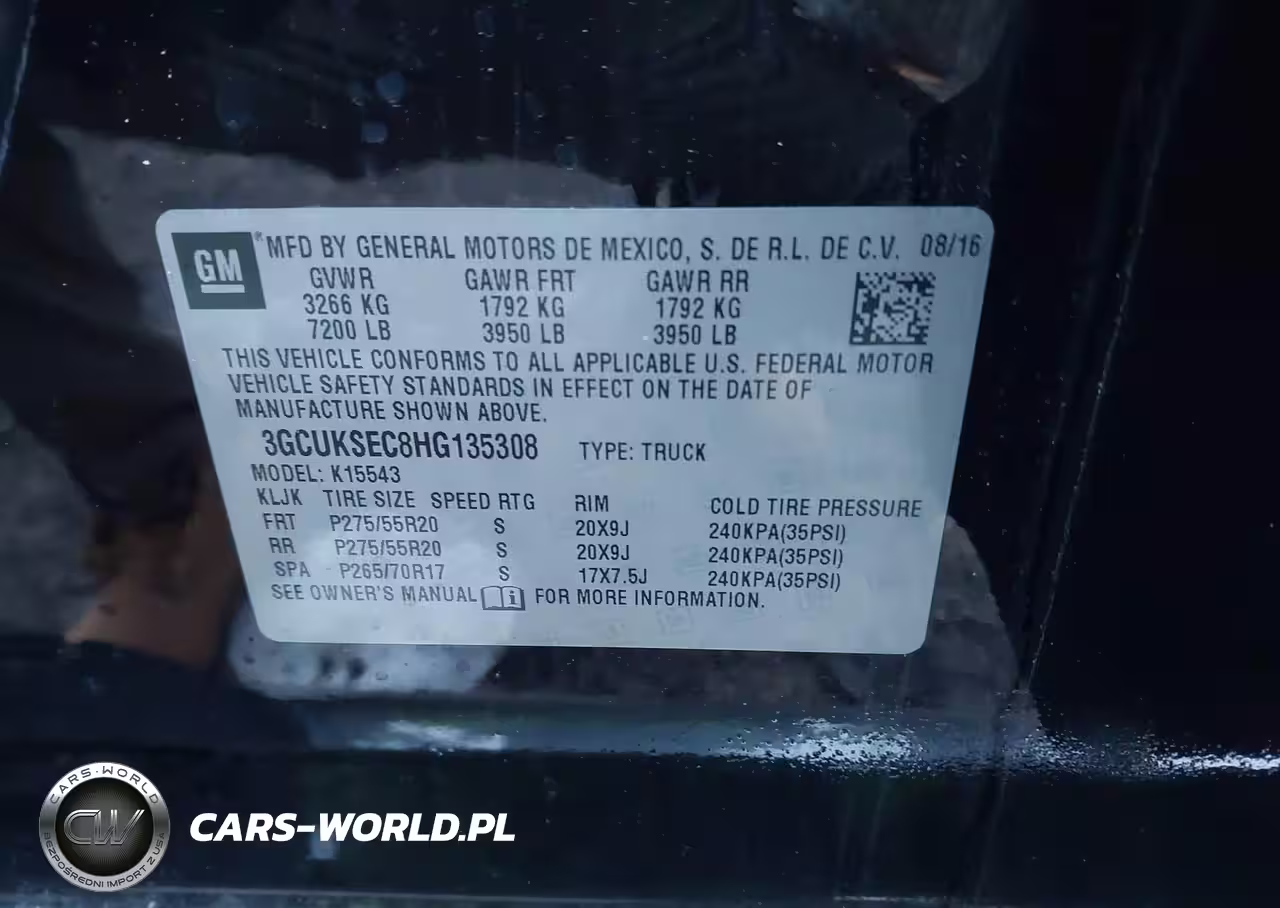 GM
MFD BY GENERAL MOTORS DE MEXICO, S. DE R.L. DE C.V. 08/16
GVWR GAWR FRT GAWR RR
3266 KG 1792 KG 1792 KG
7200 LB 3950 LB 3950 LB
THIS VEHICLE CONFORMS TO ALL APPLICABLE U.S. FEDERAL MOTOR
VEHICLE SAFETY STANDARDS IN EFFECT ON THE DATE OF
MANUFACTURE SHOWN ABOVE.
3GCUKSEC8HG135308 TYPE: TRUCK
MODEL: K15543
KLJK TIRE SIZE SPEED RTG RIM COLD TIRE PRESSURE
FRT P275/55R20 S 20X9J 240KPA(35PSI)
RR P275/55R20 S 20X9J 240KPA(35PSI)
SPA P265/70R17 S 17X7.5J 240KPA(35PSI)
SEE OWNER'S MANUAL i FOR MORE INFORMATION.
CARS-WORLD
CW
BEZPOŚREDNI IMPORT Z USA
CARS-WORLD.PL